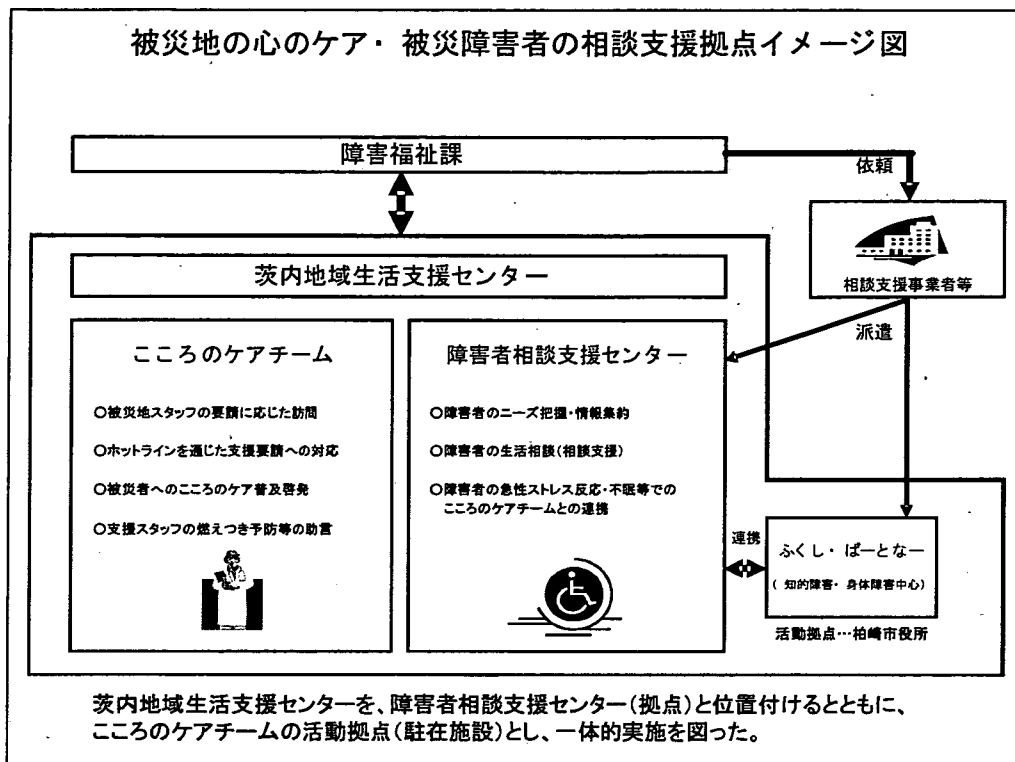 被災地の心のケア・被災障害者の相談支援拠点イメージ図
障害福祉課
依頼
相談支援事業者等
派遣
茨内地域生活支援センター
こころのケアチーム
○被災地スタッフの要請に応じた訪問
○ホットラインを通じた支援要請への対応
○被災者へのこころのケア普及啓発
○支援スタッフの燃えつき予防等の助言
障害者相談支援センター
○障害者のニーズ把握・情報集約
○障害者の生活相談(相談支援)
○障害者の急性ストレス反応・不眠等での
こころのケアチームとの連携
連携
ふくし・ぱーとなー
(知的障害・身体障害中心)
活動拠点…柏崎市役所
茨内地域生活支援センターを、障害者相談支援センター(拠点)と位置付けるとともに、
こころのケアチームの活動拠点(駐在施設)とし、一体的実施を図った。